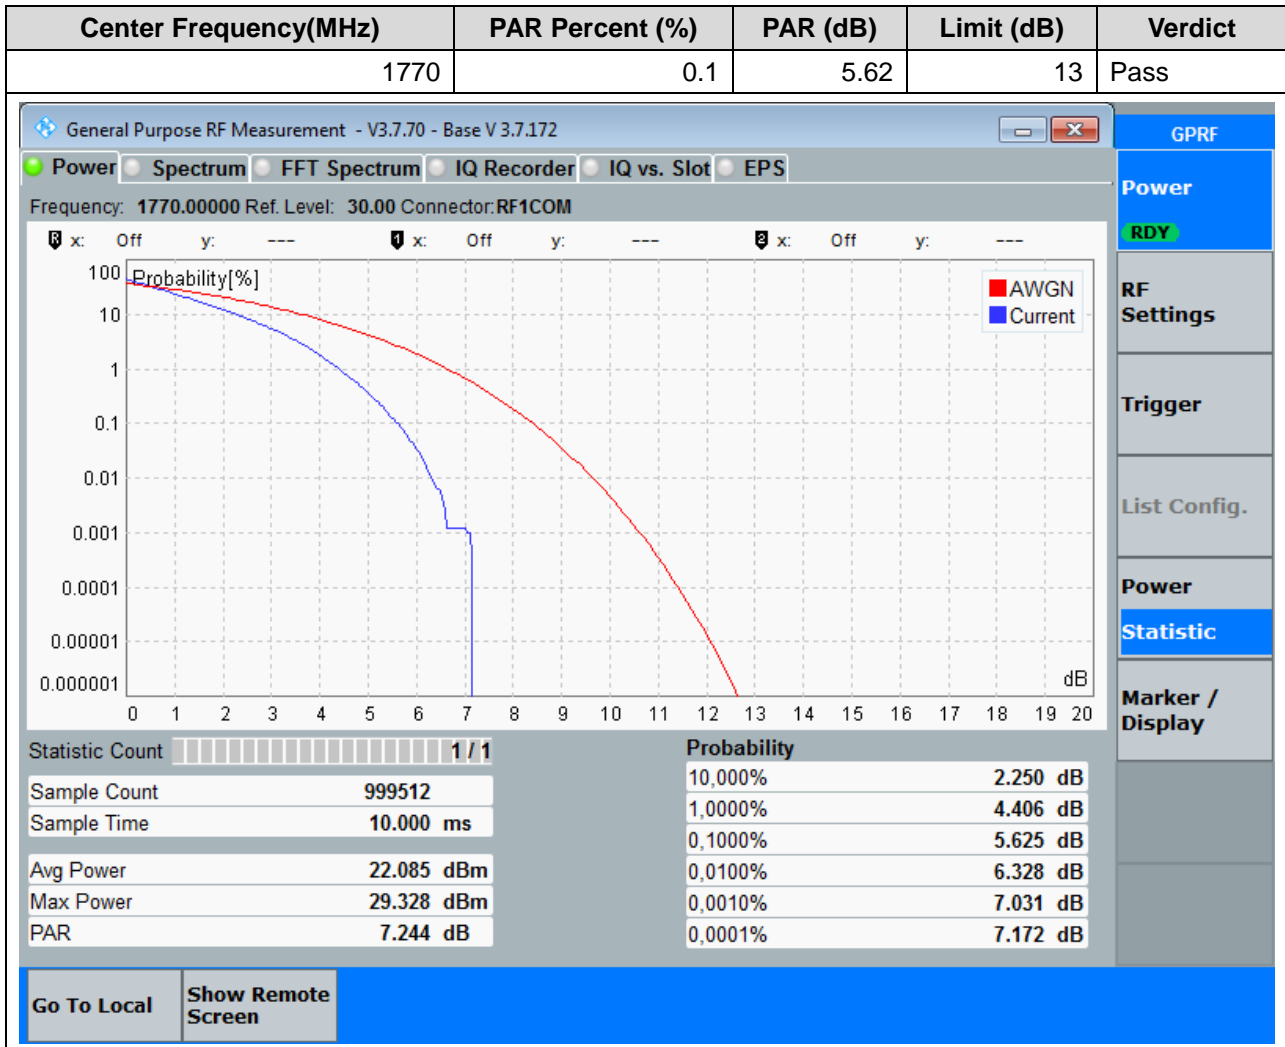 Center Frequency(MHz) PAR Percent (%) PAR (dB) Limit (dB) Verdict
1770 0.1 5.62 13 Pass
General Purpose RF Measurement - V3.7.70 - Base V 3.7.172
GPRF
Power Spectrum FFT Spectrum IQ Recorder IQ vs. Slot EPS
Frequency: 1770.00000 Ref. Level: 30.00 Connector:RF1COM
R x: Off y: --- 1 x: Off y: --- 2 x: Off y: ---
Probability[%]
AWGN
Current
100
10
1
0.1
0.01
0.001
0.0001
0.00001
0.000001
dB
0 1 2 3 4 5 6 7 8 9 10 11 12 13 14 15 16 17 18 19 20
Statistic Count 1 / 1
Sample Count 999512
Sample Time 10.000 ms
Avg Power 22.085 dBm
Max Power 29.328 dBm
PAR 7.244 dB
Probability
10,000% 2.250 dB
1,0000% 4.406 dB
0,1000% 5.625 dB
0,0100% 6.328 dB
0,0010% 7.031 dB
0,0001% 7.172 dB
Power
RDY
RF
Settings
Trigger
List Config.
Power
Statistic
Marker /
Display
Go To Local
Show Remote
Screen